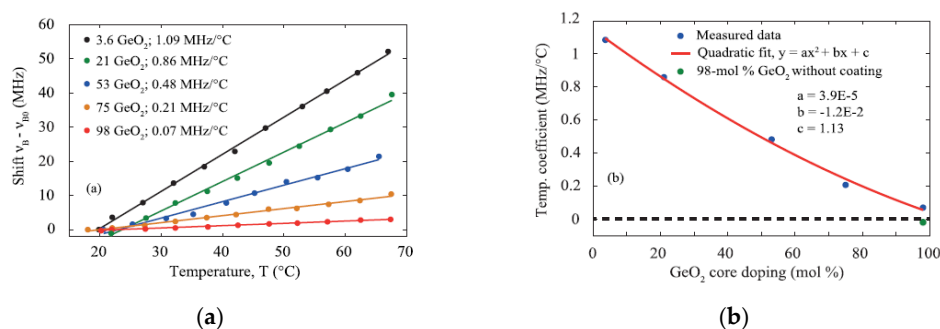 60
50
40
30
20
10
0
Shift ν_B - ν_B0 (MHz)
3.6 GeO₂; 1.09 MHz/°C
21 GeO₂; 0.86 MHz/°C
53 GeO₂; 0.48 MHz/°C
75 GeO₂; 0.21 MHz/°C
98 GeO₂; 0.07 MHz/°C
(a)
10 20 30 40 50 60 70
Temperature, T (°C)
(a)
1.2
1
0.8
0.6
0.4
0.2
0
Temp. coefficient (MHz/°C)
Measured data
Quadratic fit, y = ax² + bx + c
98-mol % GeO₂ without coating
a = 3.9E-5
b = -1.2E-2
c = 1.13
(b)
0 20 40 60 80 100
GeO₂ core doping (mol %)
(b)